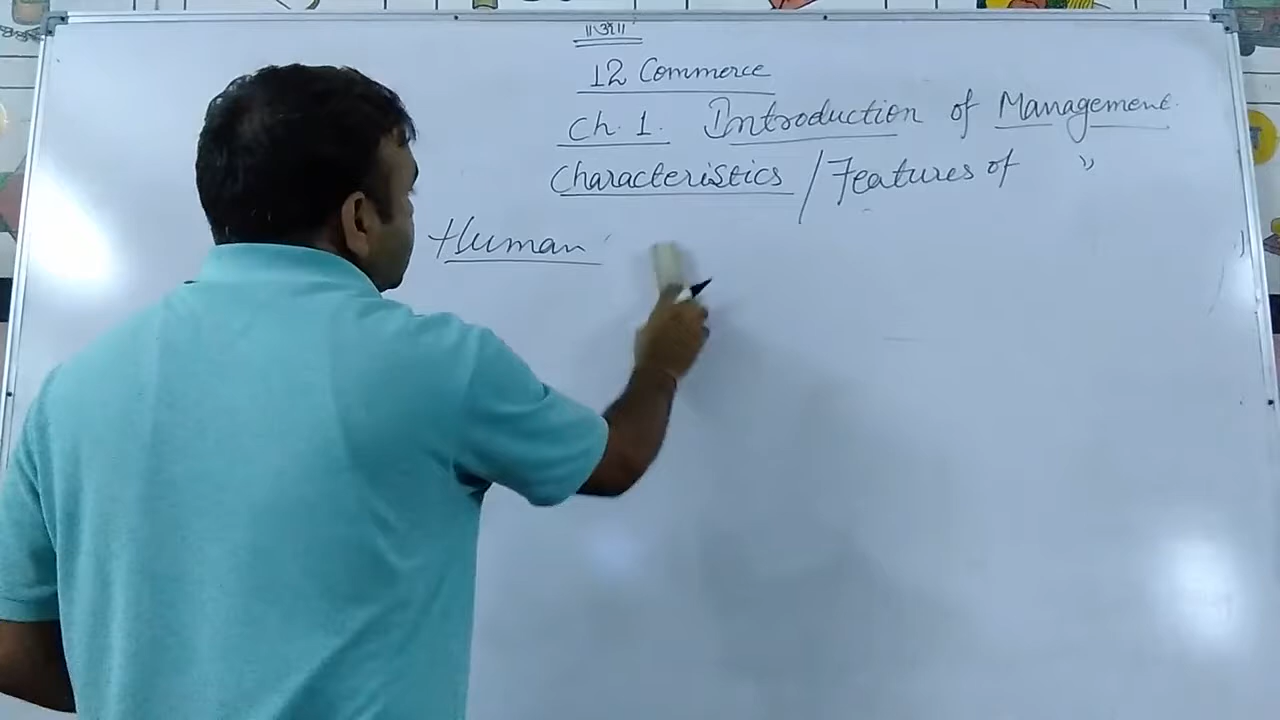 ॥ૐ॥
12 Commerce
Ch. 1. Introduction of Management.
Characteristics / Features of "
Human